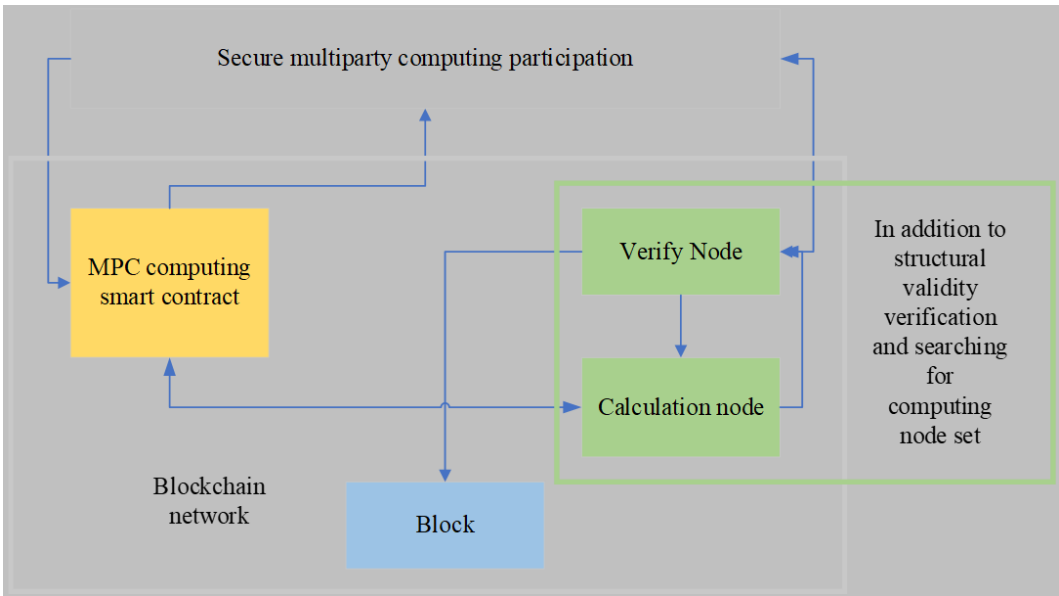 Secure multiparty computing participation
MPC computing
smart contract
Verify Node
Calculation node
In addition to
structural
validity
verification
and searching
for
computing
node set
Blockchain
network
Block